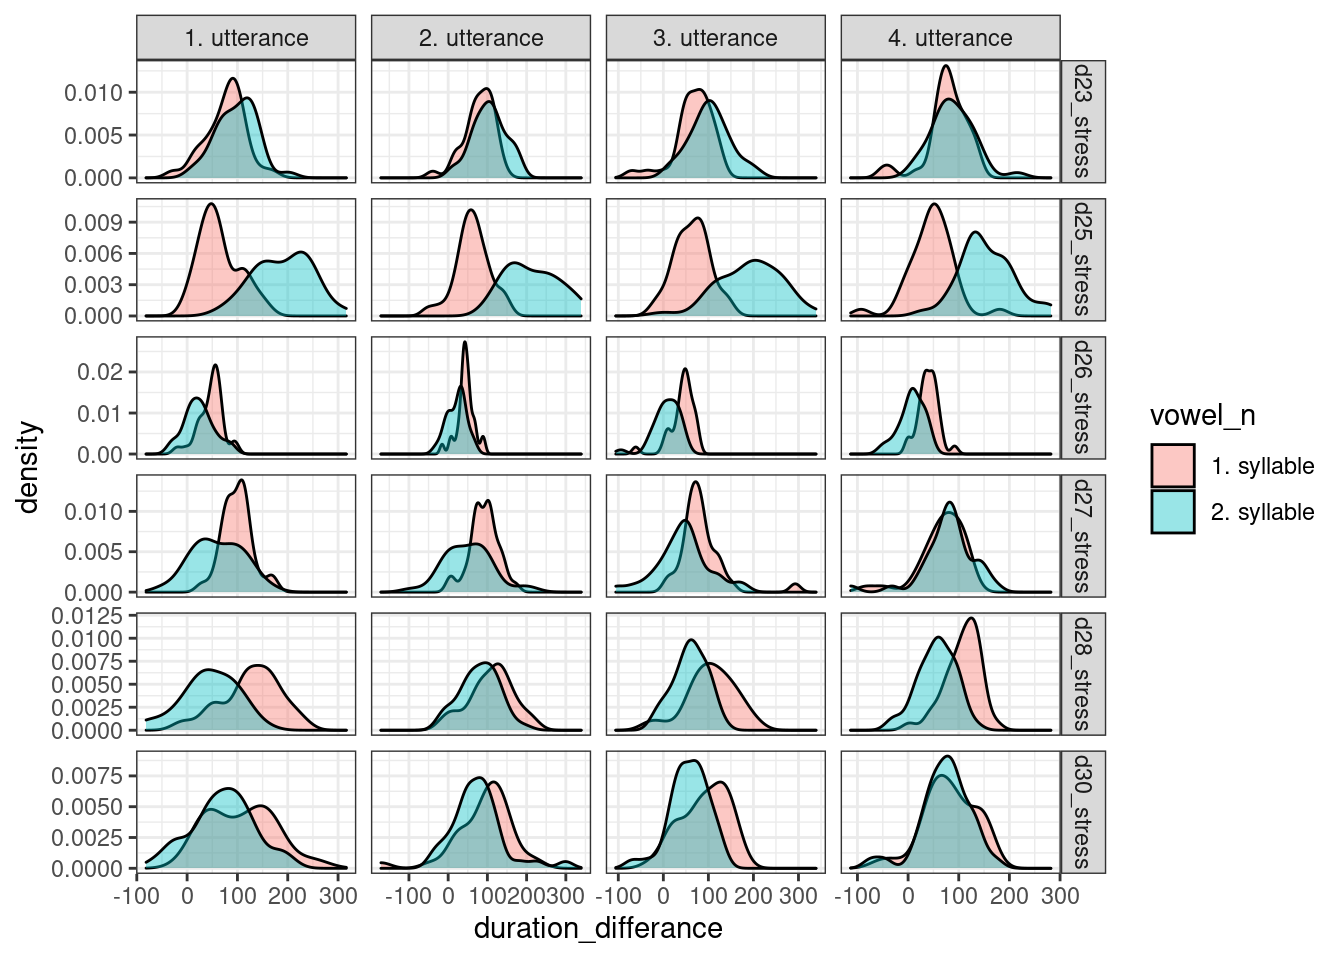 1. utterance 2. utterance 3. utterance 4. utterance
d23_stress
0.010
0.005
0.000
d25_stress
0.009
0.006
0.003
0.000
d26_stress
0.02
0.01
0.00
d27_stress
0.010
0.005
0.000
d28_stress
0.0125
0.0100
0.0075
0.0050
0.0025
0.0000
d30_stress
0.0075
0.0050
0.0025
0.0000
-100 0 100 200 300 -100 0 100 200 300 -100 0 100 200 300 -100 0 100 200 300
duration_differance
density
vowel_n
1. syllable
2. syllable